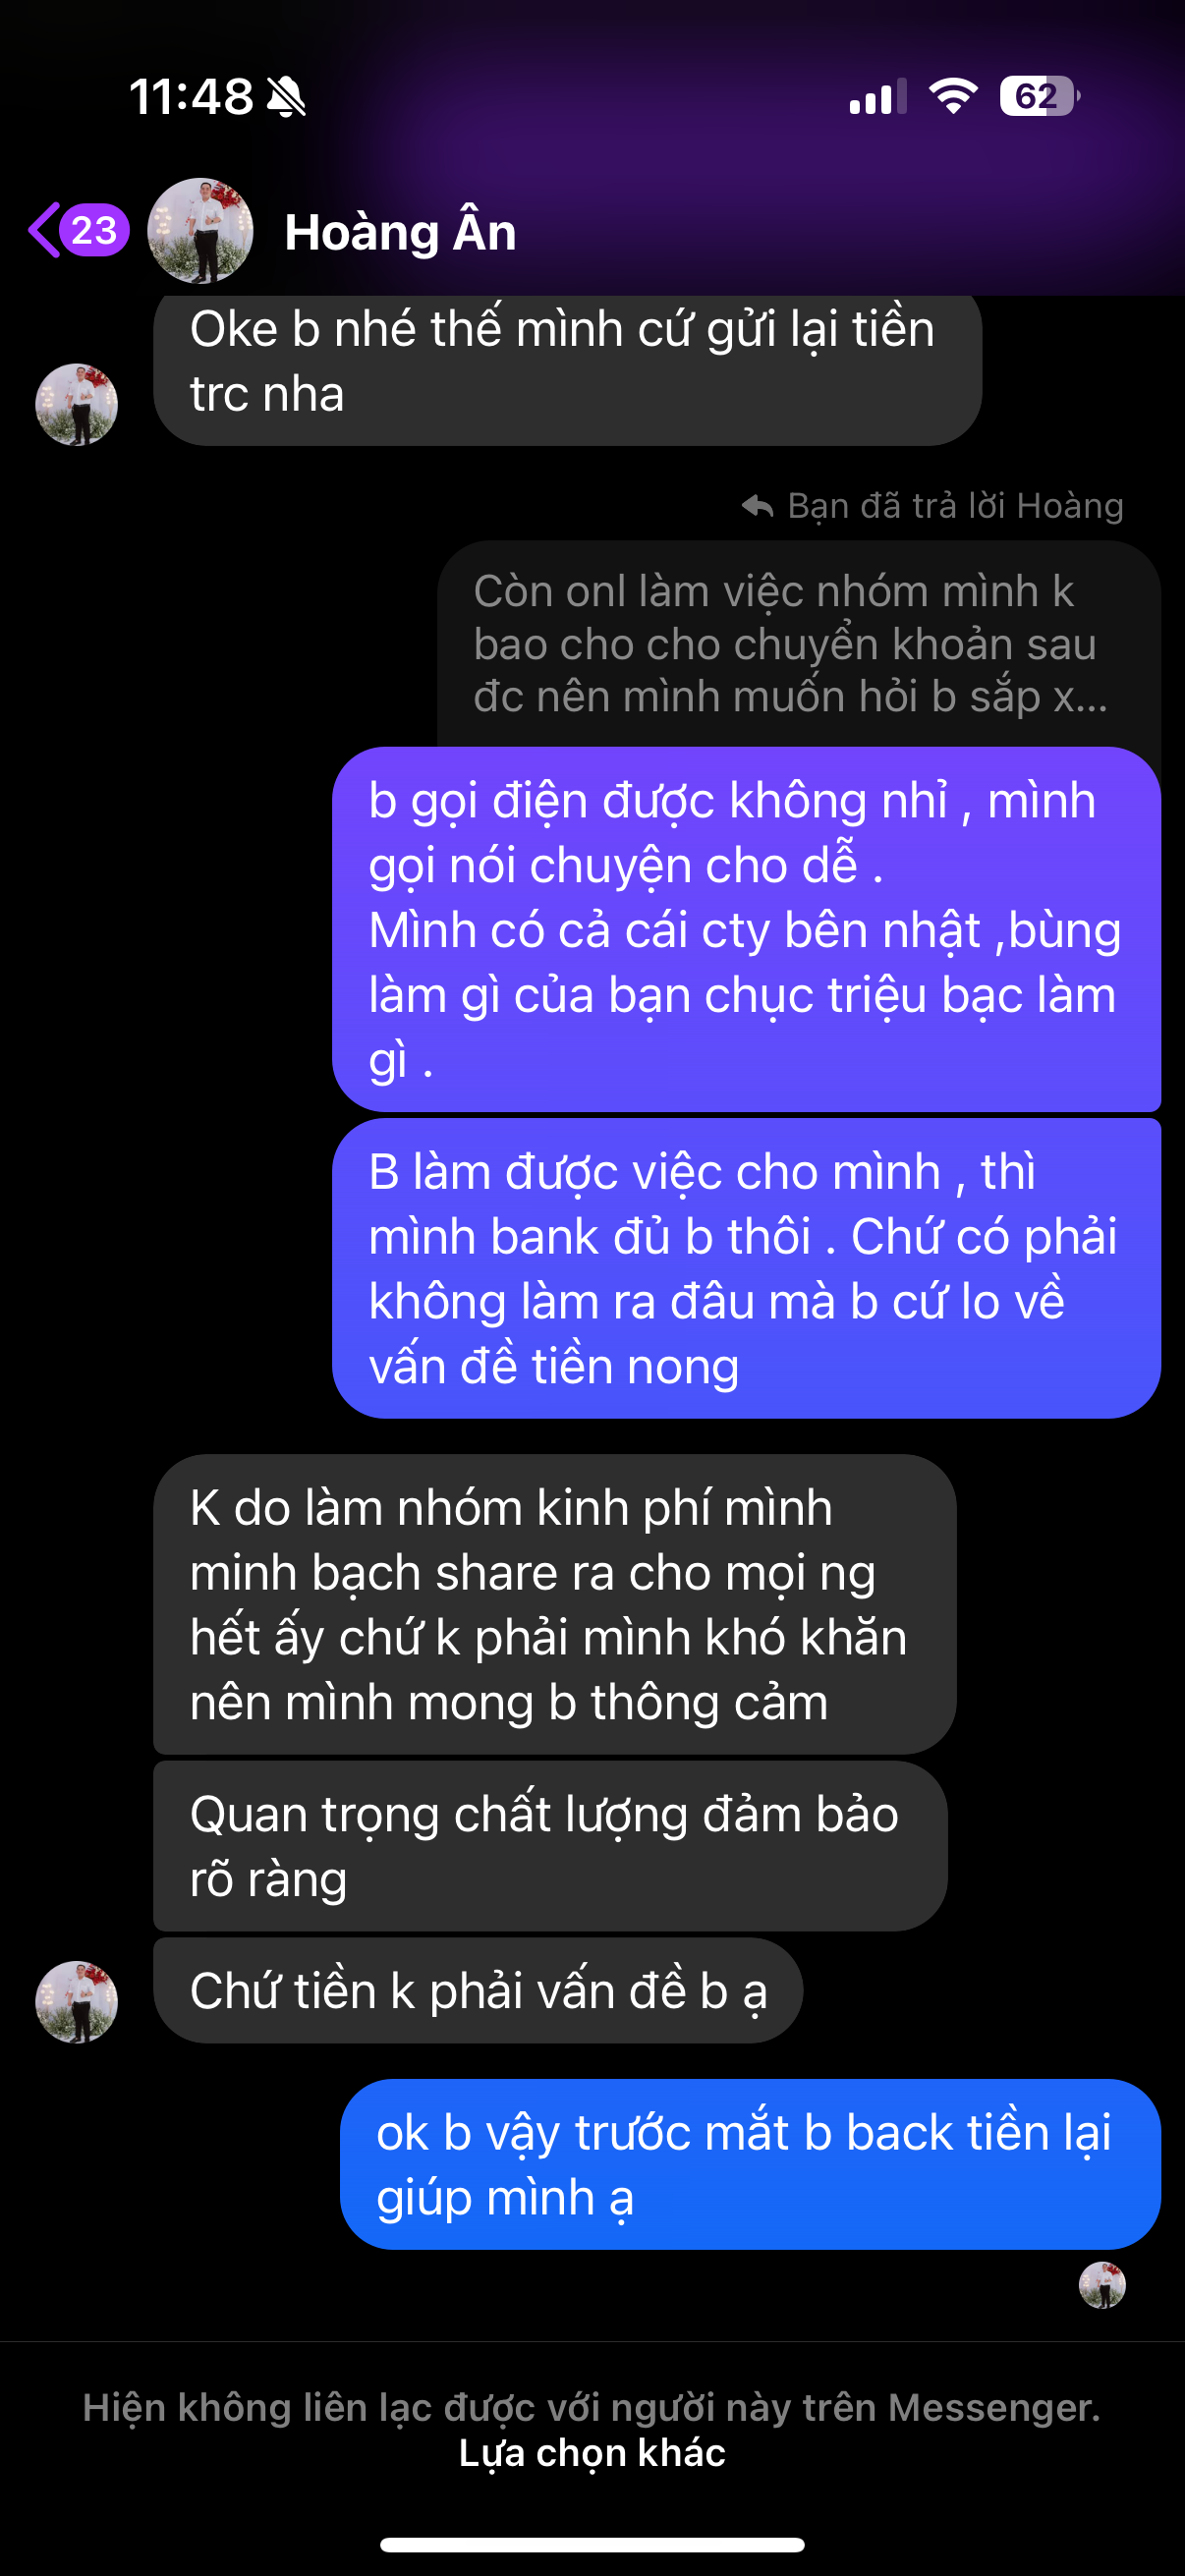 11:48
62
23
Hoàng Ân
Oke b nhé thế mình cứ gửi lại tiền
trc nha
Bạn đã trả lời Hoàng
Còn onl làm việc nhóm mình k
bao cho cho chuyển khoản sau
đc nên mình muốn hỏi b sắp x...
b gọi điện được không nhỉ , mình
gọi nói chuyện cho dễ .
Mình có cả cái cty bên nhật ,bùng
làm gì của bạn chục triệu bạc làm
gì .
B làm được việc cho mình , thì
mình bank đủ b thôi . Chứ có phải
không làm ra đâu mà b cứ lo về
vấn đề tiền nong
K do làm nhóm kinh phí mình
minh bạch share ra cho mọi ng
hết ấy chứ k phải mình khó khăn
nên mình mong b thông cảm
Quan trọng chất lượng đảm bảo
rõ ràng
Chứ tiền k phải vấn đề b ạ
ok b vậy trước mắt b back tiền lại
giúp mình ạ
Hiện không liên lạc được với người này trên Messenger.
Lựa chọn khác